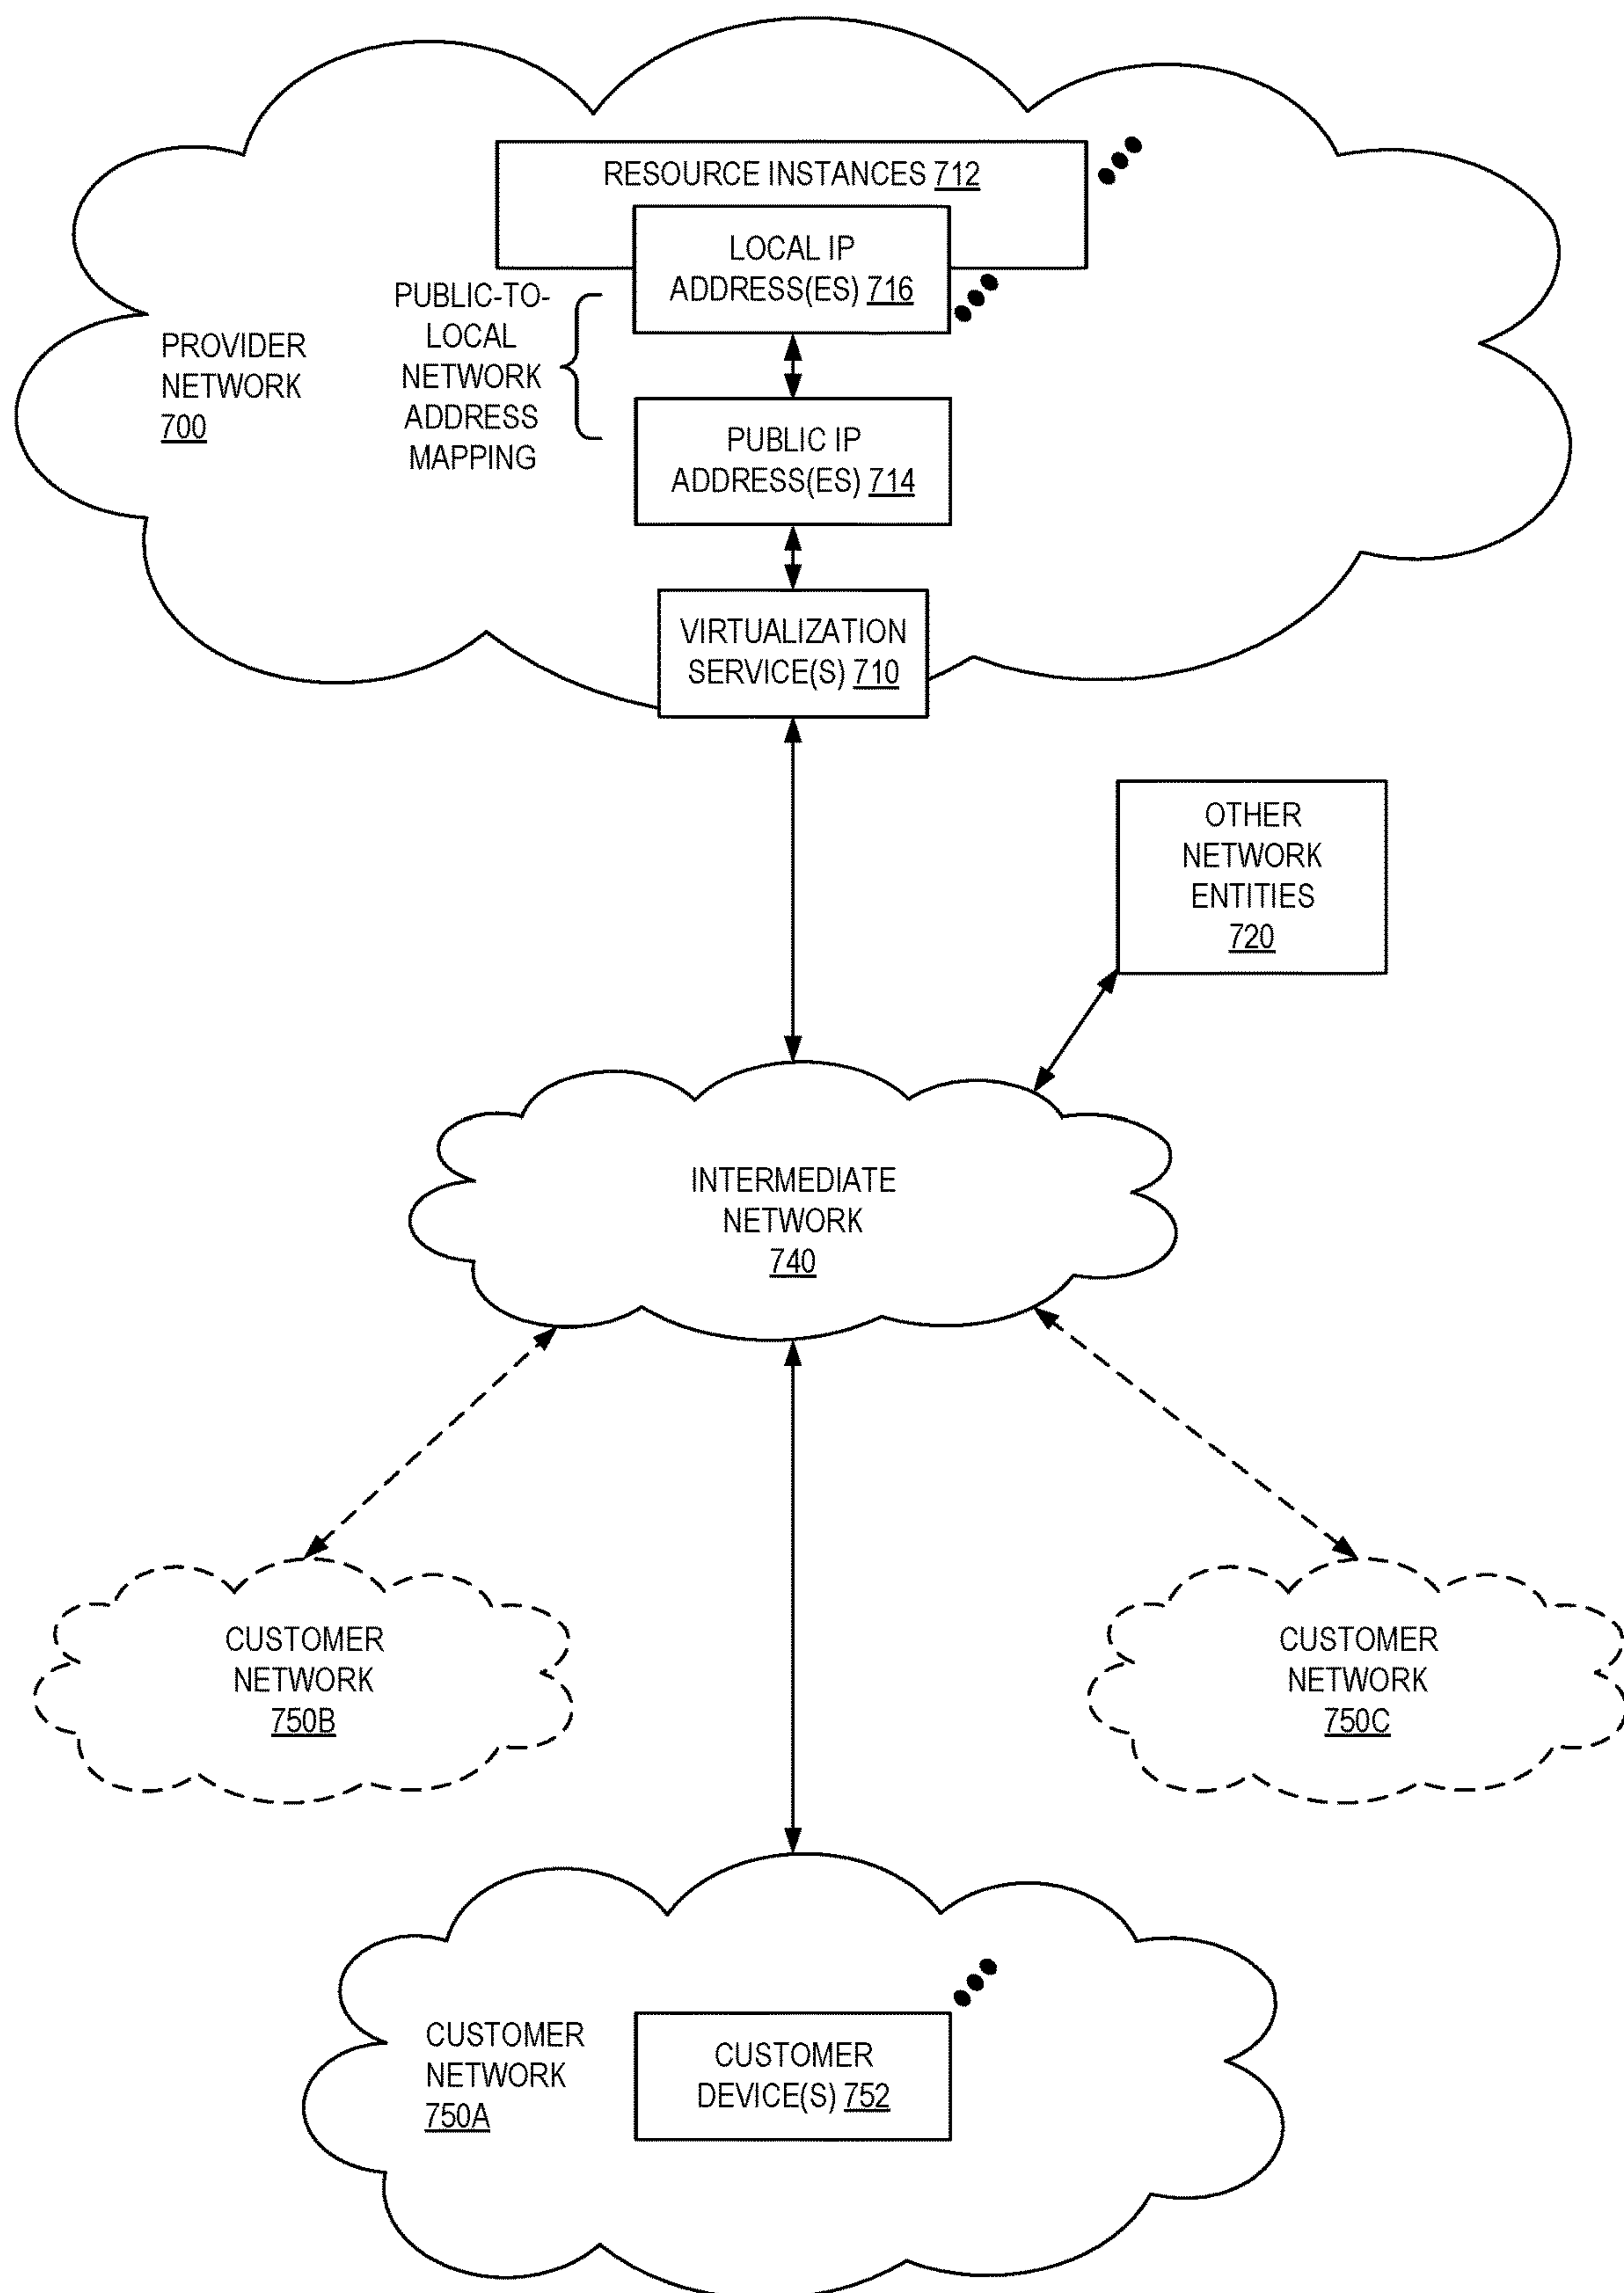 RESOURCE INSTANCES 712
LOCAL IP
ADDRESS(ES) 716
PUBLIC-TO-
LOCAL
NETWORK
ADDRESS
MAPPING
PROVIDER
NETWORK
700
PUBLIC IP
ADDRESS(ES) 714
VIRTUALIZATION
SERVICE(S) 710
OTHER
NETWORK
ENTITIES
720
INTERMEDIATE
NETWORK
740
CUSTOMER
NETWORK
750B
CUSTOMER
NETWORK
750C
CUSTOMER
NETWORK
750A
CUSTOMER
DEVICE(S) 752